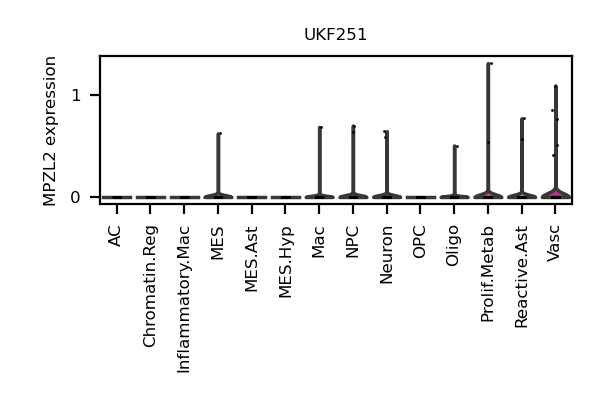 UKF251
MPZL2 expression
1
0
AC
Chromatin.Reg
Inflammatory.Mac
MES
MES.Ast
MES.Hyp
Mac
NPC
Neuron
OPC
Oligo
Prolif.Metab
Reactive.Ast
Vasc